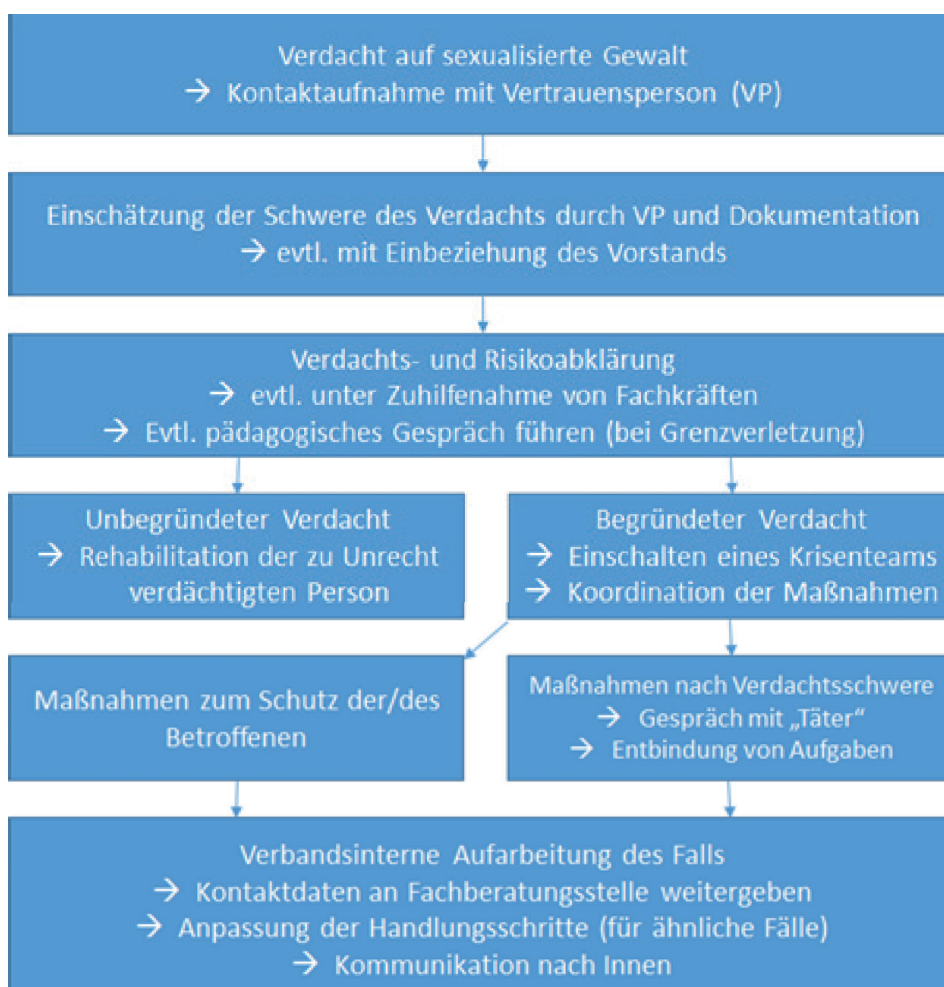 Verdacht auf sexualisierte Gewalt
→ Kontaktaufnahme mit Vertrauensperson (VP)
Einschätzung der Schwere des Verdachts durch VP und Dokumentation
→ evtl. mit Einbeziehung des Vorstands
Verdachts- und Risikoabklärung
→ evtl. unter Zuhilfenahme von Fachkräften
→ Evtl. pädagogisches Gespräch führen (bei Grenzverletzung)
Unbegründeter Verdacht
→ Rehabilitation der zu Unrecht
verdächtigten Person
Begründeter Verdacht
→ Einschalten eines Krisenteams
→ Koordination der Maßnahmen
Maßnahmen zum Schutz der/des
Betroffenen
Maßnahmen nach Verdachtsschwere
→ Gespräch mit „Täter“
→ Entbindung von Aufgaben
Verbandsinterne Aufarbeitung des Falls
→ Kontaktdaten an Fachberatungsstelle weitergeben
→ Anpassung der Handlungsschritte (für ähnliche Fälle)
→ Kommunikation nach Innen